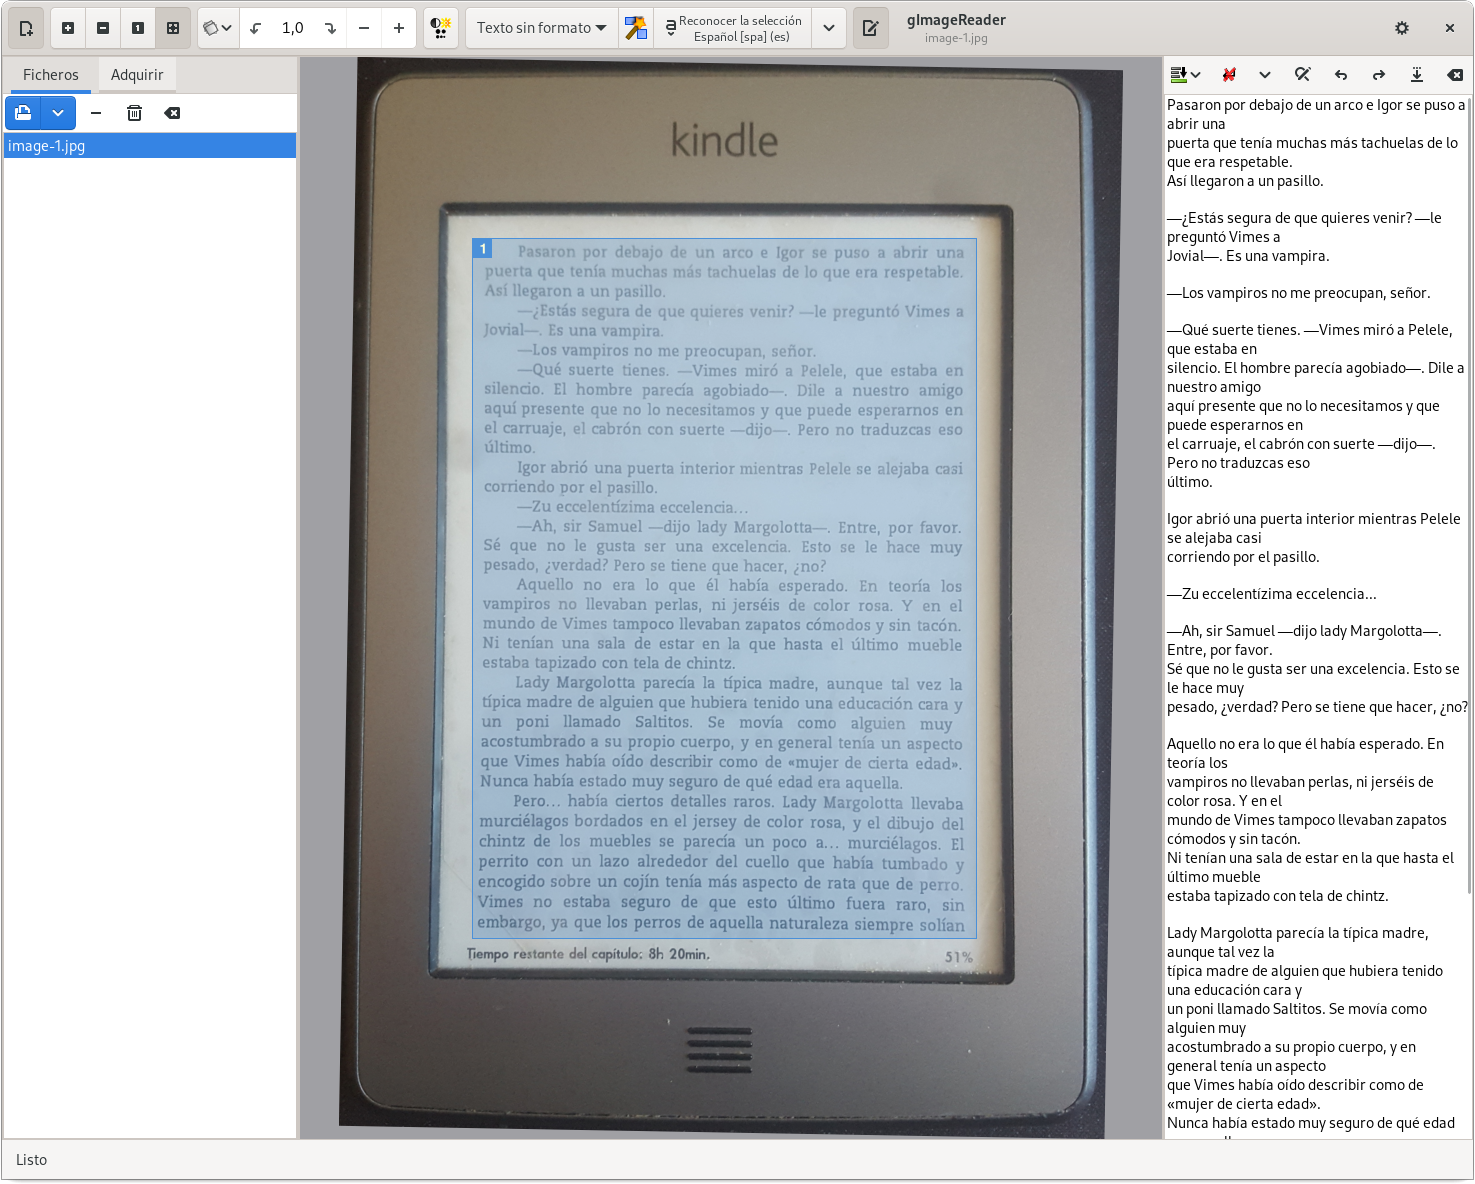 1,0
Texto sin formato
Reconocer la selección
Español [spa] (es)
gImageReader
image-1.jpg
Ficheros
Adquirir
image-1.jpg
kindle
1
Pasaron por debajo de un arco e Igor se puso a abrir una
puerta que tenía muchas más tachuelas de lo que era respetable.
Así llegaron a un pasillo.
—¿Estás segura de que quieres venir? —le preguntó Vimes a
Jovial—. Es una vampira.
—Los vampiros no me preocupan, señor.
—Qué suerte tienes. —Vimes miró a Pelele, que estaba en
silencio. El hombre parecía agobiado—. Dile a nuestro amigo
aquí presente que no lo necesitamos y que puede esperarnos en
el carruaje, el cabrón con suerte —dijo—. Pero no traduzcas eso
último.
Igor abrió una puerta interior mientras Pelele se alejaba casi
corriendo por el pasillo.
—Zu eccelentízima eccelencia…
—Ah, sir Samuel —dijo lady Margolotta—. Entre, por favor.
Sé que no le gusta ser una excelencia. Esto se le hace muy
pesado, ¿verdad? Pero se tiene que hacer, ¿no?
Aquello no era lo que él había esperado. En teoría los
vampiros no llevaban perlas, ni jerséis de color rosa. Y en el
mundo de Vimes tampoco llevaban zapatos cómodos y sin tacón.
Ni tenían una sala de estar en la que hasta el último mueble
estaba tapizado con tela de chintz.
Lady Margolotta parecía la típica madre, aunque tal vez la
típica madre de alguien que hubiera tenido una educación cara y
un poni llamado Saltitos. Se movía como alguien muy
acostumbrado a su propio cuerpo, y en general tenía un aspecto
que Vimes había oído describir como de «mujer de cierta edad».
Nunca había estado muy seguro de qué edad era aquella.
Pero… había ciertos detalles raros. Lady Margolotta llevaba
murciélagos bordados en el jersey de color rosa, y el dibujo del
chintz de los muebles se parecía un poco a… murciélagos. El
perrito con un lazo alrededor del cuello que había tumbado y
encogido sobre un cojín tenía más aspecto de rata que de perro.
Vimes no estaba seguro de que esto último fuera raro, sin
embargo, ya que los perros de aquella naturaleza siempre solían
Tiempo restante del capítulo: 8h 20min.
51%
Pasaron por debajo de un arco e Igor se puso a
abrir una
puerta que tenía muchas más tachuelas de lo
que era respetable.
Así llegaron a un pasillo.
—¿Estás segura de que quieres venir? —le
preguntó Vimes a
Jovial—. Es una vampira.
—Los vampiros no me preocupan, señor.
—Qué suerte tienes. —Vimes miró a Pelele,
que estaba en
silencio. El hombre parecía agobiado—. Dile a
nuestro amigo
aquí presente que no lo necesitamos y que
puede esperarnos en
el carruaje, el cabrón con suerte —dijo—.
Pero no traduzcas eso
último.
Igor abrió una puerta interior mientras Pelele
se alejaba casi
corriendo por el pasillo.
—Zu eccelentízima eccelencia…
—Ah, sir Samuel —dijo lady Margolotta—.
Entre, por favor.
Sé que no le gusta ser una excelencia. Esto se
le hace muy
pesado, ¿verdad? Pero se tiene que hacer, ¿no?
Aquello no era lo que él había esperado. En
teoría los
vampiros no llevaban perlas, ni jerséis de
color rosa. Y en el
mundo de Vimes tampoco llevaban zapatos
cómodos y sin tacón.
Ni tenían una sala de estar en la que hasta el
último mueble
estaba tapizado con tela de chintz.
Lady Margolotta parecía la típica madre,
aunque tal vez la
típica madre de alguien que hubiera tenido
una educación cara y
un poni llamado Saltitos. Se movía como
alguien muy
acostumbrado a su propio cuerpo, y en
general tenía un aspecto
que Vimes había oído describir como de
«mujer de cierta edad».
Nunca había estado muy seguro de qué edad
Listo